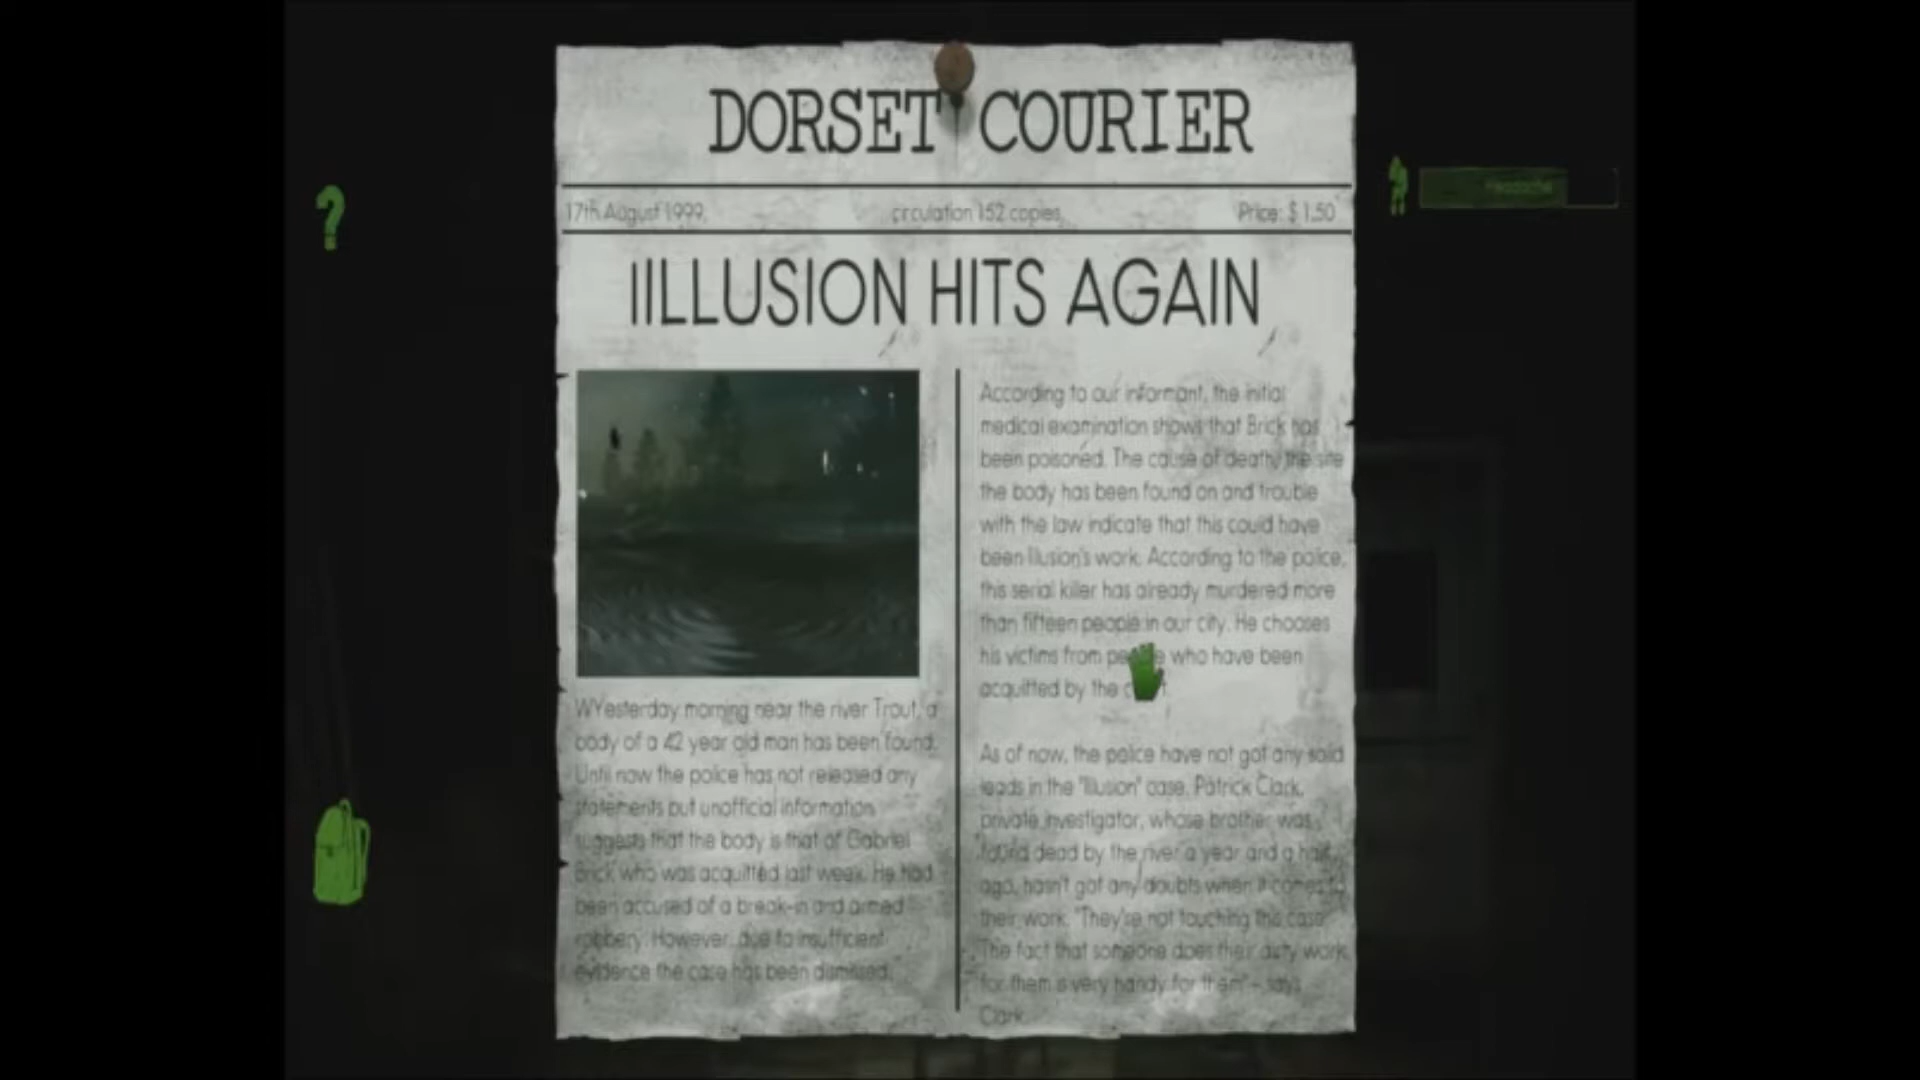 DORSET COURIER
17th August 1999, circulation 152 copies, Price: $ 1,50
Headache
IILLUSION HITS AGAIN
WYesterday morning near the river Trout, a
body of a 42 year old man has been found.
Until now the police has not released any
statements but unofficial information
suggests that the body is that of Gabriel
Brick who was acquitted last week. He had
been accused of a break-in and armed
robbery. However, due to insufficient
evidence the case has been dismissed.
According to our informant, the initial
medical examination shows that Brick has
been poisoned. The cause of death, the site
the body has been found on and trouble
with the law indicate that this could have
been Illusion's work. According to the police,
this serial killer has already murdered more
than fifteen people in our city. He chooses
his victims from who have been
acquitted by the
As of now, the police have not got any solid
leads in the "Illusion" case. Patrick Clark,
private investigator, whose brother was
found dead by the river a year and a half
ago, hasn't got any doubts when it comes to
their work. "They're not touching this case.
The fact that someone does their dirty work
for them is very handy for them" - says
Clark.